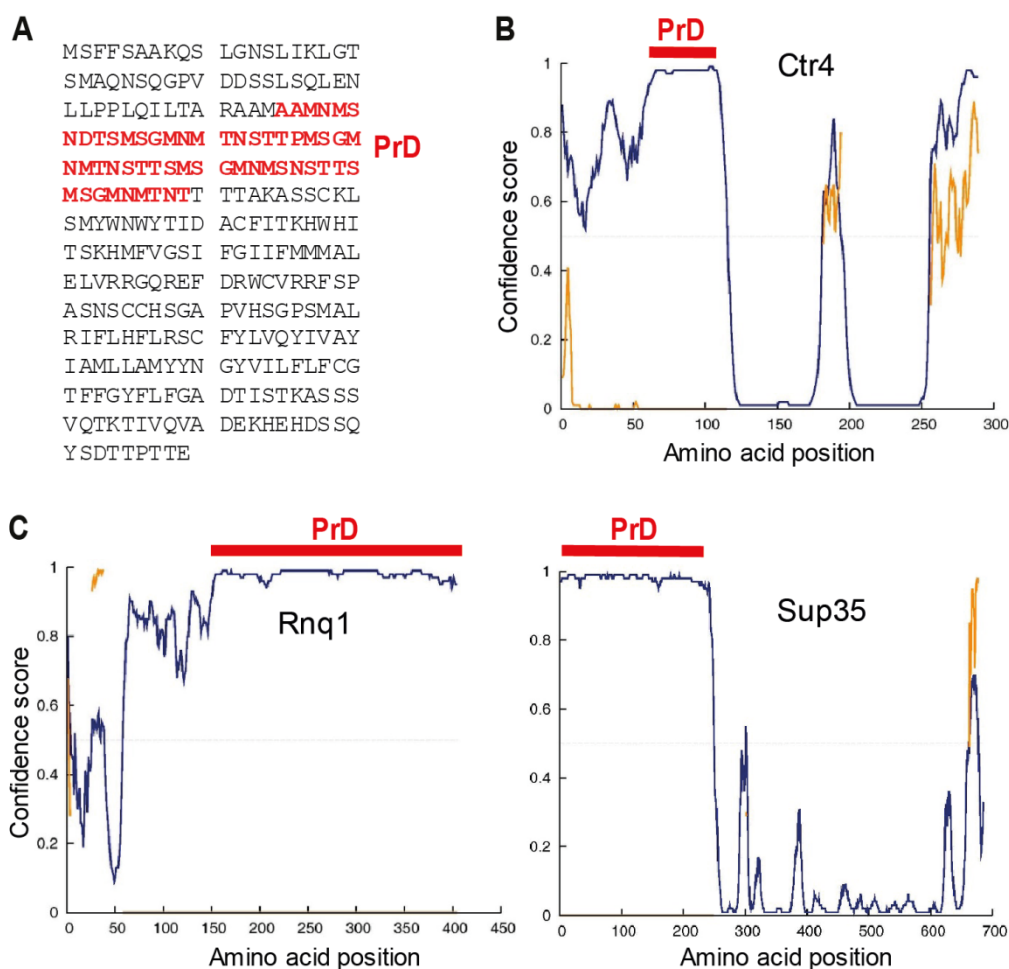 A
MSFFSAAKQS LGNSLIKLGT
SMAQNSQGPV DDSSLSQLEN
LLPPLQILTA RAAMAAMNMS
NDTSMSGMNM TNSTTPMSGM
NMTNSTTSMS GMNMSNSTTS
MSGMNMTNTT TTAKASSCKL
SMYWNWYTID ACFITKHWHI
TSKHMFVGSI FGIIFMMMAL
ELVRRGQREF DRWCVRRFSP
ASNSCCHSGA PVHSGPSMAL
RIFLHFLRSC FYLVQYIVAY
IAMLLAMYYN GYVILFLFCG
TFFGYFLFGA DTISTKASSS
VQTKTIVQVA DEKHEHDSSQ
YSDTTPTTE
PrD
B
PrD
Ctr4
Confidence score
1
0.8
0.6
0.4
0.2
0
0 50 100 150 200 250 300
Amino acid position
C
PrD
Rnq1
Confidence score
1
0.8
0.6
0.4
0.2
0
0 50 100 150 200 250 300 350 400 450
Amino acid position
PrD
Sup35
1
0.8
0.6
0.4
0.2
0
0 100 200 300 400 500 600 700
Amino acid position